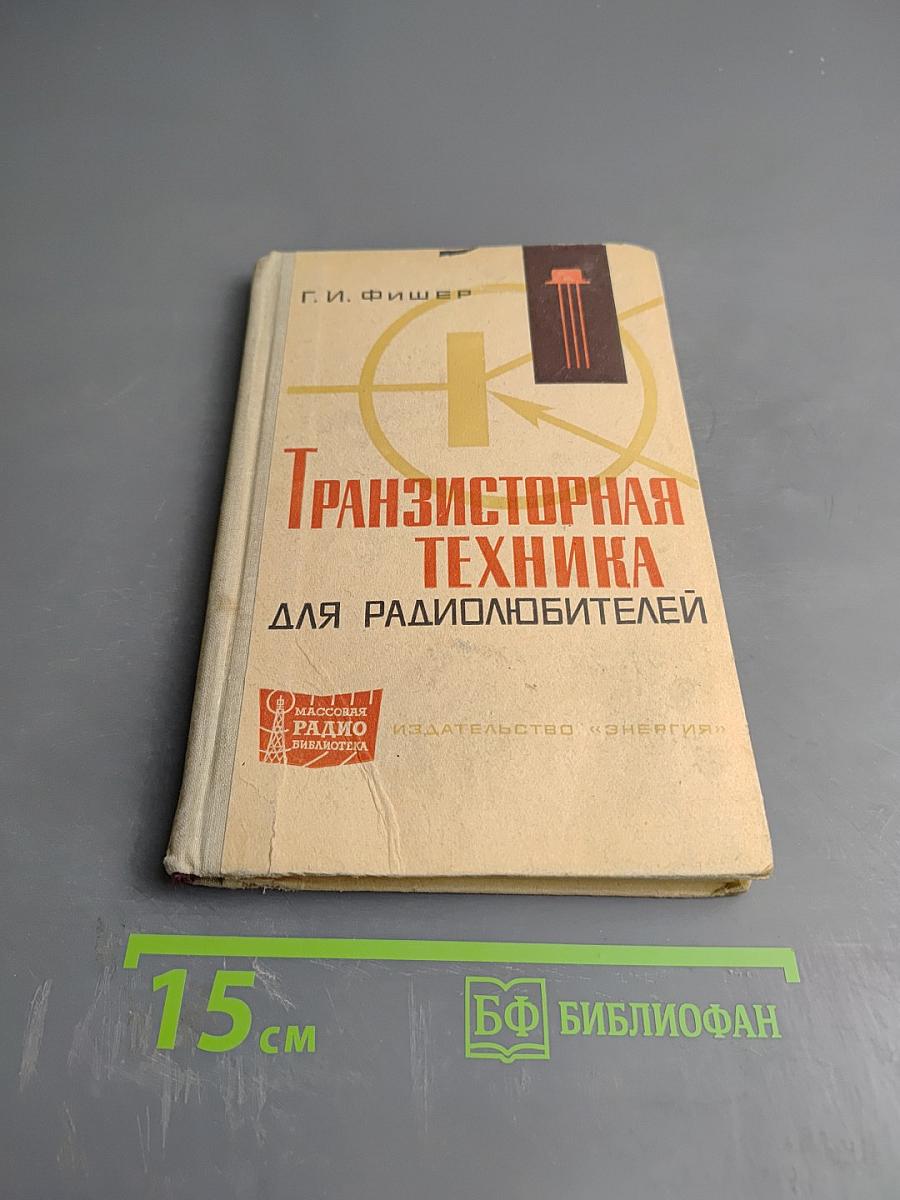 Г. И. ФИШЕР
ТРАНЗИСТОРНАЯ
ТЕХНИКА
ДЛЯ РАДИОЛЮБИТЕЛЕЙ
МАССОВАЯ
РАДИО
БИБЛИОТЕКА
ИЗДАТЕЛЬСТВО «ЭНЕРГИЯ»
15 см
БФ БИБЛИОФАН